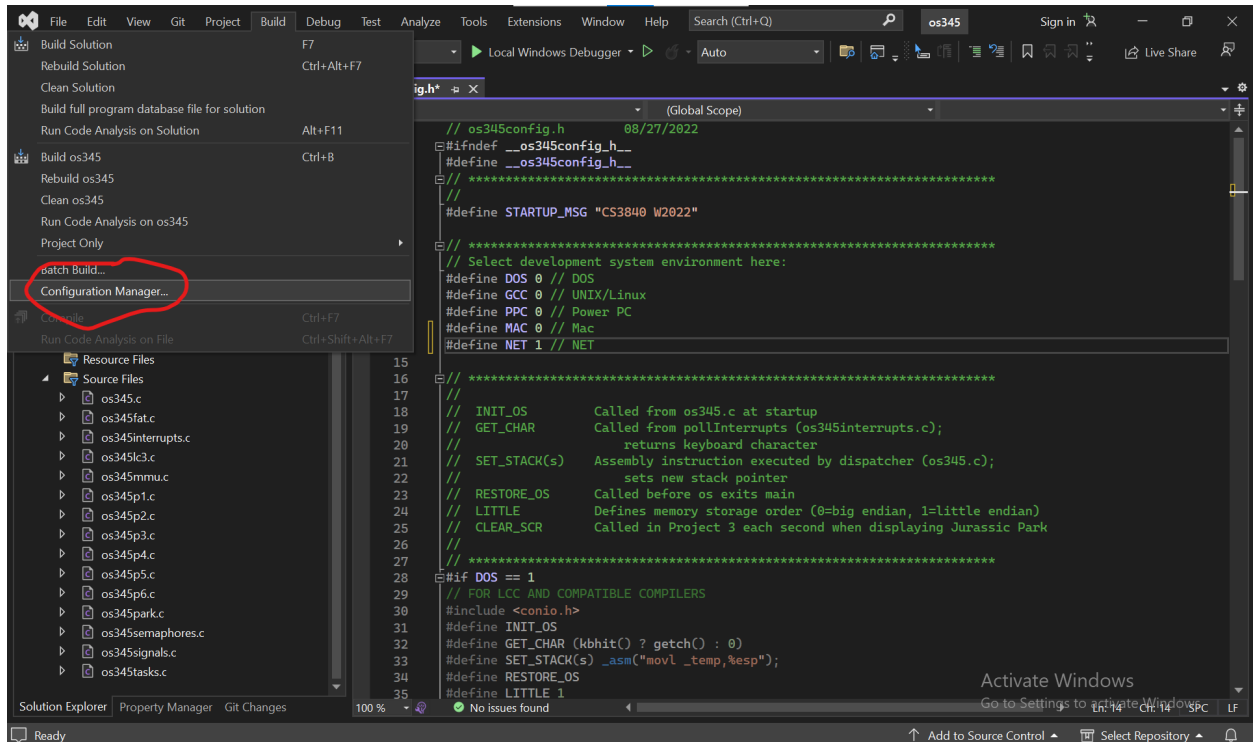 File Edit View Git Project Build Debug Test Analyze Tools Extensions Window Help Search (Ctrl+Q) os345 Sign in
Build Solution F7
Rebuild Solution Ctrl+Alt+F7
Clean Solution
Build full program database file for solution
Run Code Analysis on Solution Alt+F11
Build os345 Ctrl+B
Rebuild os345
Clean os345
Run Code Analysis on os345
Project Only
Batch Build...
Configuration Manager...
Compile Ctrl+F7
Run Code Analysis on File Ctrl+Shift+Alt+F7
Local Windows Debugger Auto Live Share
ig.h*
(Global Scope)
// os345config.h 08/27/2022
#ifndef __os345config_h__
#define __os345config_h__
// ***********************************************************************
//
#define STARTUP_MSG "CS3840 W2022"
// ***********************************************************************
// Select development system environment here:
#define DOS 0 // DOS
#define GCC 0 // UNIX/Linux
#define PPC 0 // Power PC
#define MAC 0 // Mac
#define NET 1 // NET
15
16 // ***********************************************************************
17 //
18 // INIT_OS Called from os345.c at startup
19 // GET_CHAR Called from pollInterrupts (os345interrupts.c);
20 // returns keyboard character
21 // SET_STACK(s) Assembly instruction executed by dispatcher (os345.c);
22 // sets new stack pointer
23 // RESTORE_OS Called before os exits main
24 // LITTLE Defines memory storage order (0=big endian, 1=little endian)
25 // CLEAR_SCR Called in Project 3 each second when displaying Jurassic Park
26 //
27 // ***********************************************************************
28 #if DOS == 1
29 // FOR LCC AND COMPATIBLE COMPILERS
30 #include <conio.h>
31 #define INIT_OS
32 #define GET_CHAR (kbhit() ? getch() : 0)
33 #define SET_STACK(s) _asm("movl _temp,%esp");
34 #define RESTORE_OS
35 #define LITTLE 1
Resource Files
Source Files
os345.c
os345fat.c
os345interrupts.c
os345lc3.c
os345mmu.c
os345p1.c
os345p2.c
os345p3.c
os345p4.c
os345p5.c
os345p6.c
os345park.c
os345semaphores.c
os345signals.c
os345tasks.c
Activate Windows
Go to Settings to activate Windows.
Solution Explorer Property Manager Git Changes
100 % No issues found Ln: 14 Ch: 14 SPC LF
Ready Add to Source Control Select Repository